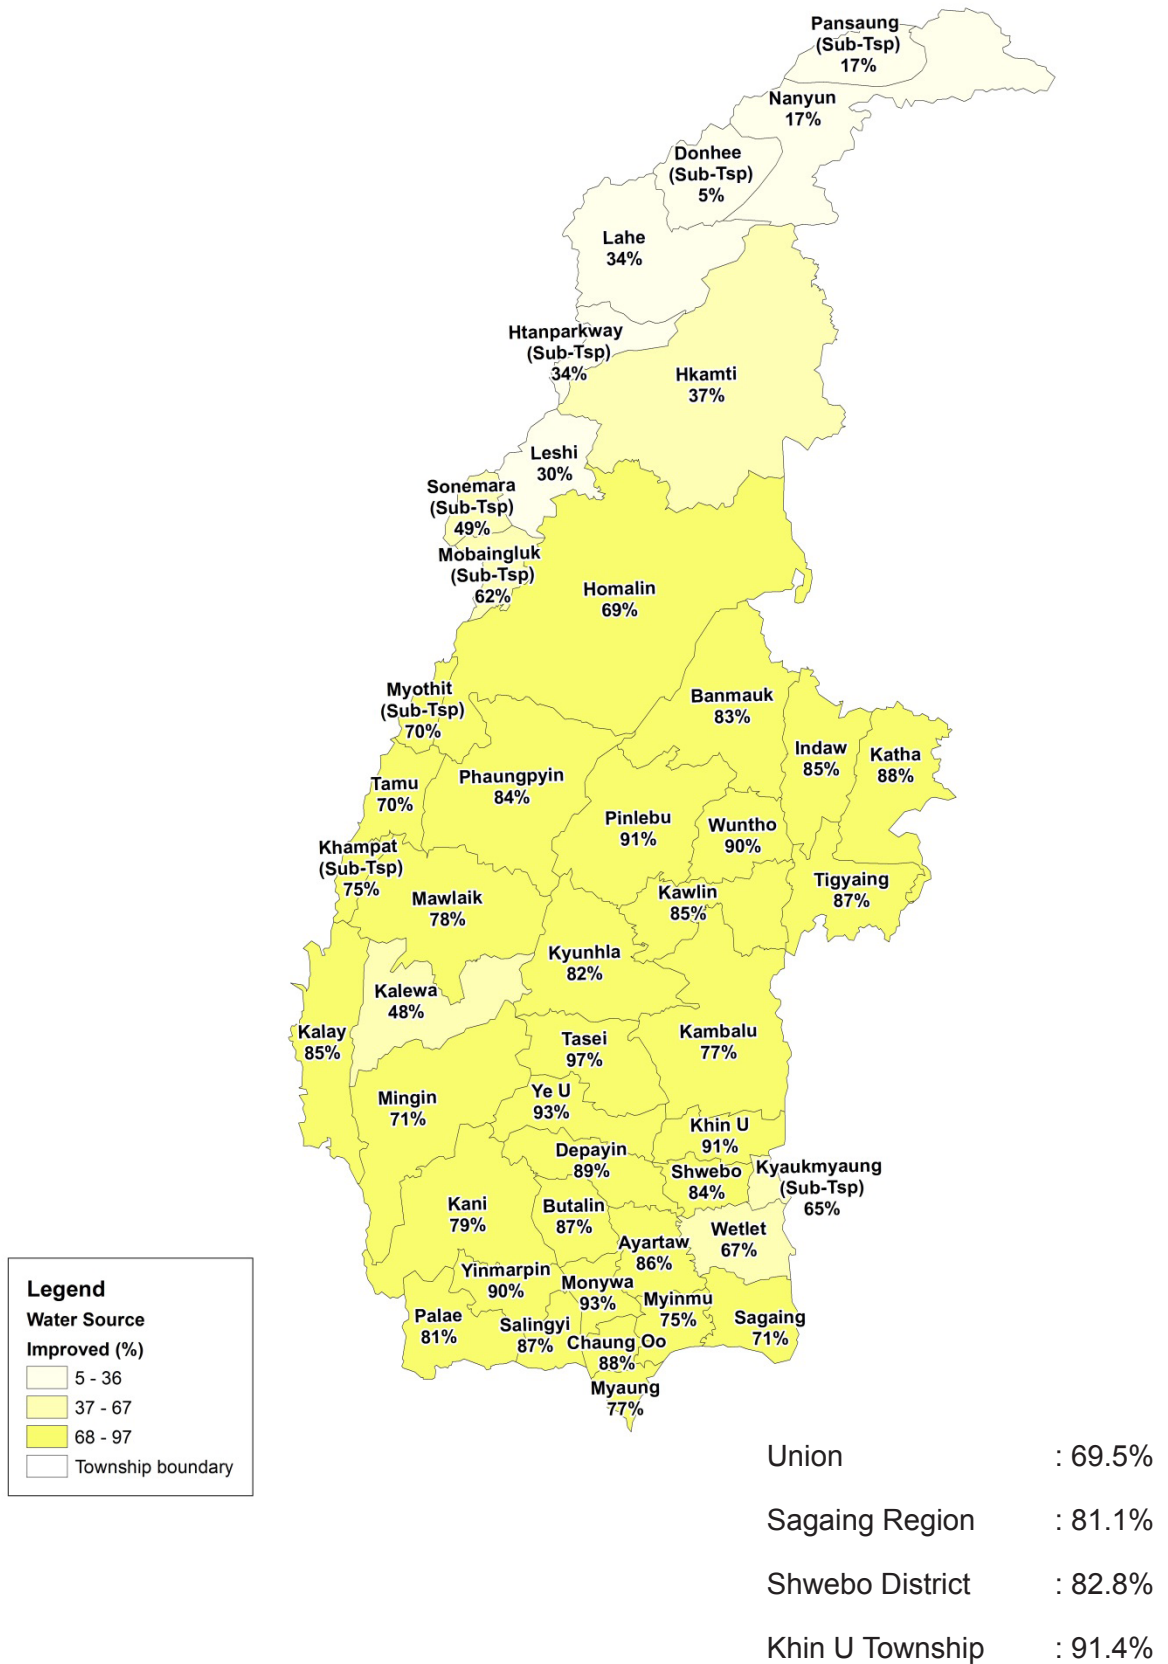 Pansaung
(Sub-Tsp)
17%
Nanyun
17%
Donhee
(Sub-Tsp)
5%
Lahe
34%
Htanparkway
(Sub-Tsp)
34%
Hkamti
37%
Leshi
30%
Sonemara
(Sub-Tsp)
49%
Mobaingluk
(Sub-Tsp)
62%
Homalin
69%
Myothit
(Sub-Tsp)
70%
Banmauk
83%
Indaw
85%
Katha
88%
Tamu
70%
Phaungpyin
84%
Pinlebu
91%
Wuntho
90%
Khampat
(Sub-Tsp)
75%
Mawlaik
78%
Kawlin
85%
Tigyaing
87%
Kyunhla
82%
Kalewa
48%
Kalay
85%
Tasei
97%
Kambalu
77%
Mingin
71%
Ye U
93%
Khin U
91%
Depayin
89%
Shwebo
84%
Kyaukmyaung
(Sub-Tsp)
65%
Kani
79%
Butalin
87%
Ayartaw
86%
Wetlet
67%
Yinmarpin
90%
Monywa
93%
Myinmu
75%
Sagaing
71%
Palae
81%
Salingyi
87%
Chaung Oo
88%
Myaung
77%
Legend
Water Source
Improved (%)
5 - 36
37 - 67
68 - 97
Township boundary
Union : 69.5%
Sagaing Region : 81.1%
Shwebo District : 82.8%
Khin U Township : 91.4%